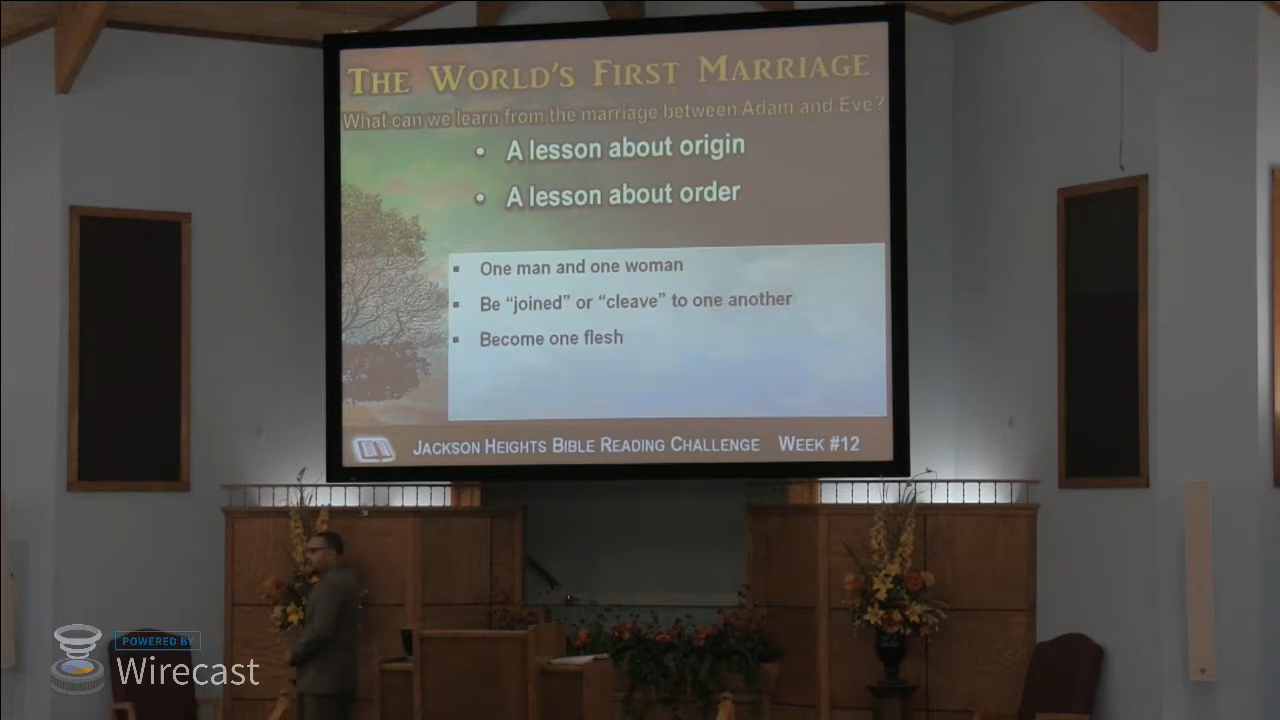 THE WORLD'S FIRST MARRIAGE
What can we learn from the marriage between Adam and Eve?
• A lesson about origin
• A lesson about order
▪ One man and one woman
▪ Be “joined” or “cleave” to one another
▪ Become one flesh
JACKSON HEIGHTS BIBLE READING CHALLENGE WEEK #12
POWERED BY
Wirecast